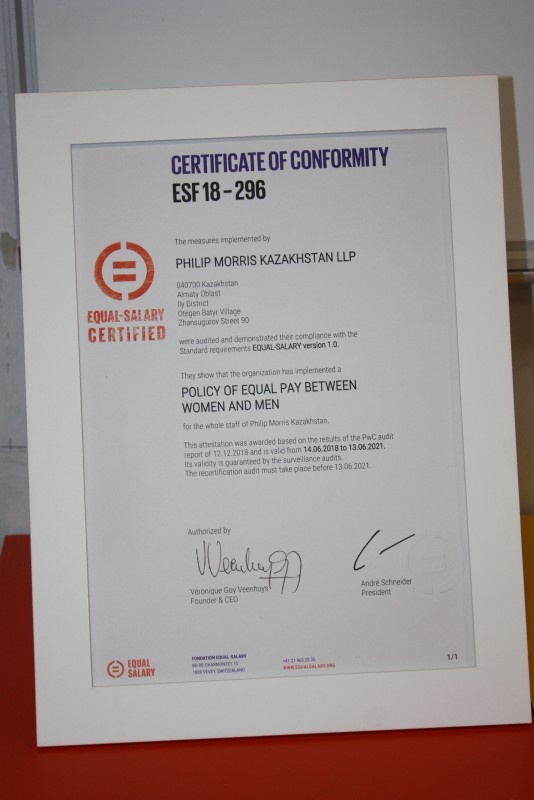 CERTIFICATE OF CONFORMITY
ESF 18 – 296
The measures implemented by
PHILIP MORRIS KAZAKHSTAN LLP
040700 Kazakhstan
Almaty Oblast
Ily District
Otegen Batyr Village
Zhansugurov Street 90
EQUAL-SALARY
CERTIFIED
were audited and demonstrated their compliance with the
Standard requirements EQUAL-SALARY version 1.0.
They show that the organization has implemented a
POLICY OF EQUAL PAY BETWEEN
WOMEN AND MEN
for the whole staff of Philip Morris Kazakhstan.
This attestation was awarded based on the results of the PwC audit
report of 12.12.2018 and is valid from 14.06.2018 to 13.06.2021.
Its validity is guaranteed by the surveillance audits.
The recertification audit must take place before 13.06.2021.
Authorized by
Véronique Goy Veenhuys
Founder & CEO
André Schneider
President
EQUAL
SALARY
FONDATION EQUAL-SALARY
BD DE CHARMONTEY 15
1800 VEVEY, SWITZERLAND
WWW.EQUALSALARY.ORG
1/1